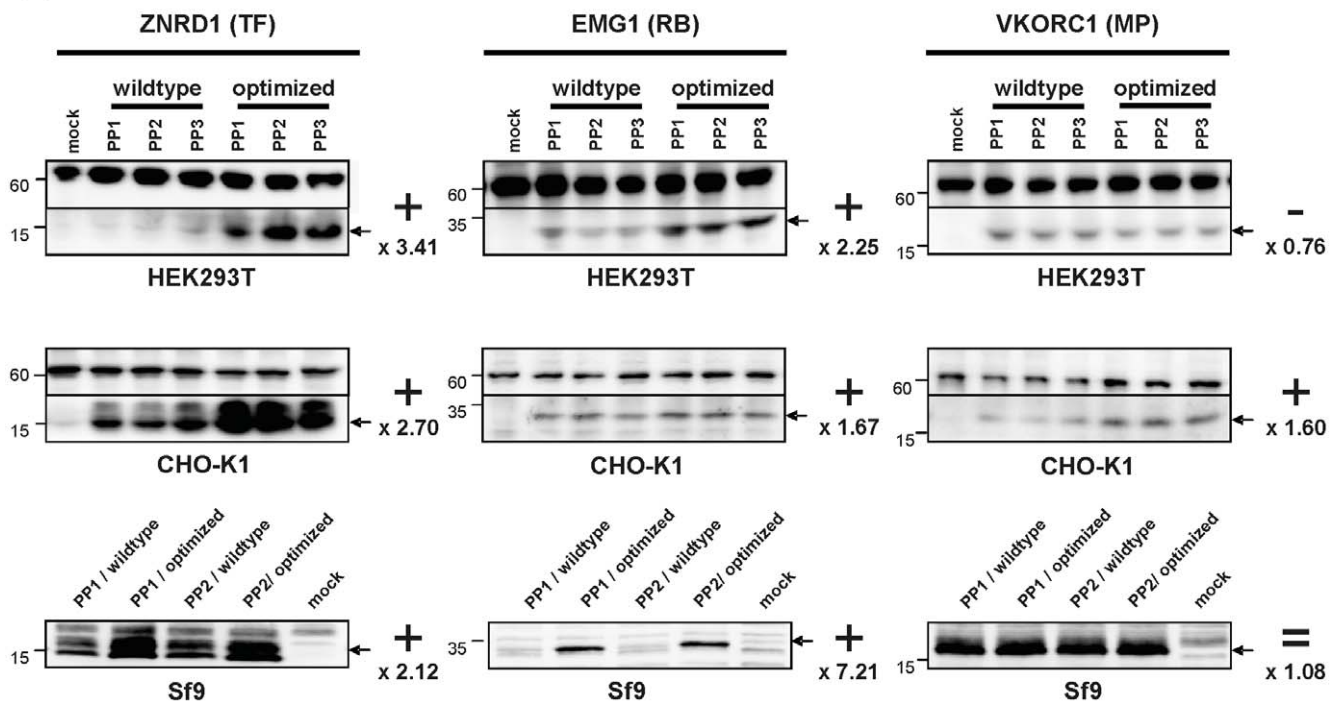 ZNRD1 (TF)
EMG1 (RB)
VKORC1 (MP)
wildtype optimized
wildtype optimized
wildtype optimized
mock PP1 PP2 PP3 PP1 PP2 PP3
mock PP1 PP2 PP3 PP1 PP2 PP3
mock PP1 PP2 PP3 PP1 PP2 PP3
60
15
+
x 3.41
HEK293T
60
35
+
x 2.25
HEK293T
60
15
-
x 0.76
HEK293T
60
15
+
x 2.70
CHO-K1
60
35
+
x 1.67
CHO-K1
60
15
+
x 1.60
CHO-K1
PP1 / wildtype PP1 / optimized PP2 / wildtype PP2/ optimized mock
15
+
x 2.12
Sf9
PP1 / wildtype PP1 / optimized PP2 / wildtype PP2/ optimized mock
35
+
x 7.21
Sf9
PP1 / wildtype PP1 / optimized PP2 / wildtype PP2/ optimized mock
15
=
x 1.08
Sf9